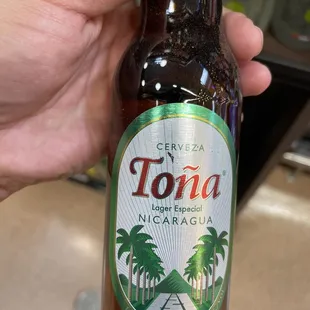 CERVEZA
Toña®
Lager Especial
NICARAGUA